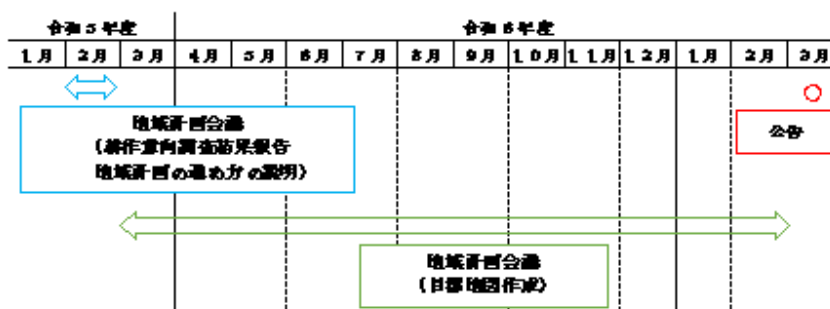 令和5年度 令和6年度
1月 2月 3月 4月 5月 6月 7月 8月 9月 10月 11月 12月 1月 2月 3月
地域計画会議
（耕作意向調査結果報告
地域計画の進め方の説明）
公告
地域計画会議
（目標地図作成）